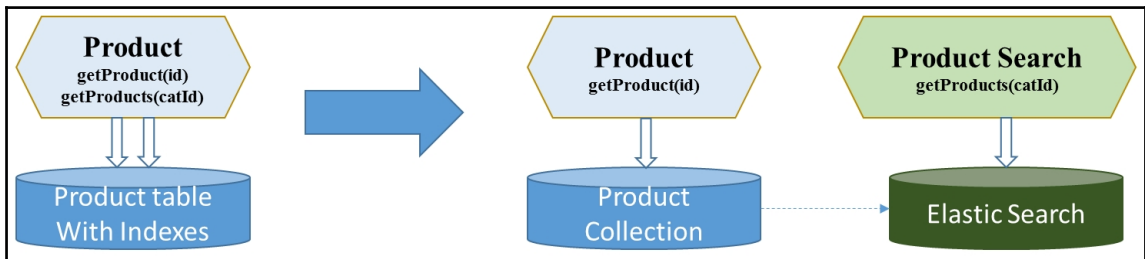 Product
getProduct(id)
getProducts(catId)
Product table
With Indexes
Product
getProduct(id)
Product
Collection
Product Search
getProducts(catId)
Elastic Search